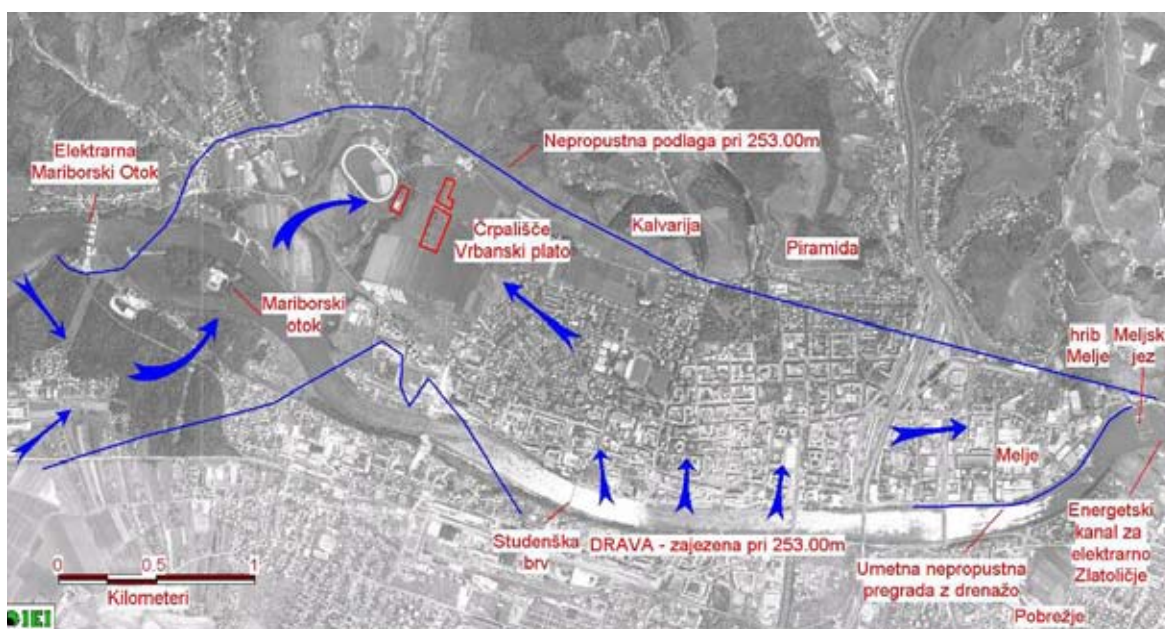 Elektrarna
Mariborski Otok
Nepropustna podlaga pri 253.00m
Kalvarija
Črpališče
Vrbanski plato
Piramida
Mariborski
otok
hrib
Melje
Meljsk
jez
Melje
Studenška
brv
DRAVA - zajezena pri 253.00m
Umetna nepropustna
pregrada z drenažo
Energetski
kanal za
elektrarno
Zlatoličje
Pobrežje
0 0.5 1
Kilometeri
IEI